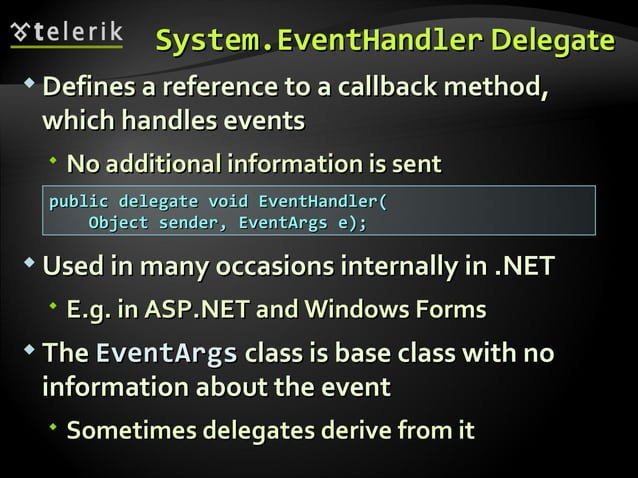 telerik
System.EventHandler Delegate
Defines a reference to a callback method,
which handles events
No additional information is sent
public delegate void EventHandler(
Object sender, EventArgs e);
Used in many occasions internally in .NET
E.g. in ASP.NET and Windows Forms
The EventArgs class is base class with no
information about the event
Sometimes delegates derive from it